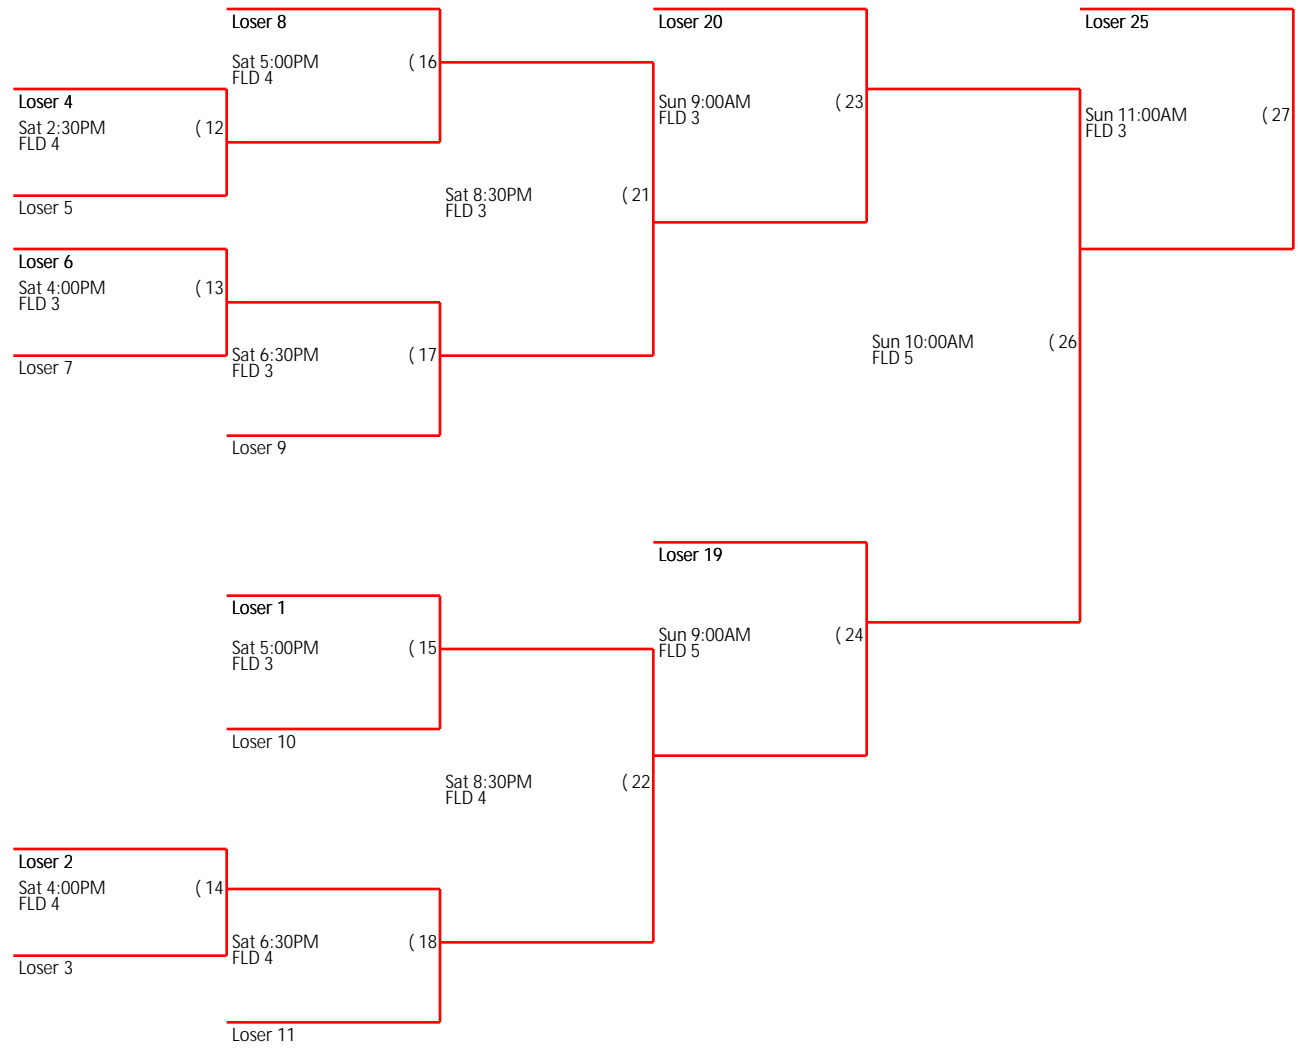 Loser 8
Loser 20
Loser 25
Sat 5:00PM
FLD 4
( 16
Loser 4
Sat 2:30PM
FLD 4
( 12
Sun 9:00AM
FLD 3
( 23
Sun 11:00AM
FLD 3
( 27
Loser 5
Sat 8:30PM
FLD 3
( 21
Loser 6
Sat 4:00PM
FLD 3
( 13
Loser 7
Sat 6:30PM
FLD 3
( 17
Sun 10:00AM
FLD 5
( 26
Loser 9
Loser 19
Loser 1
Sat 5:00PM
FLD 3
( 15
Sun 9:00AM
FLD 5
( 24
Loser 10
Sat 8:30PM
FLD 4
( 22
Loser 2
Sat 4:00PM
FLD 4
( 14
Loser 3
Sat 6:30PM
FLD 4
( 18
Loser 11